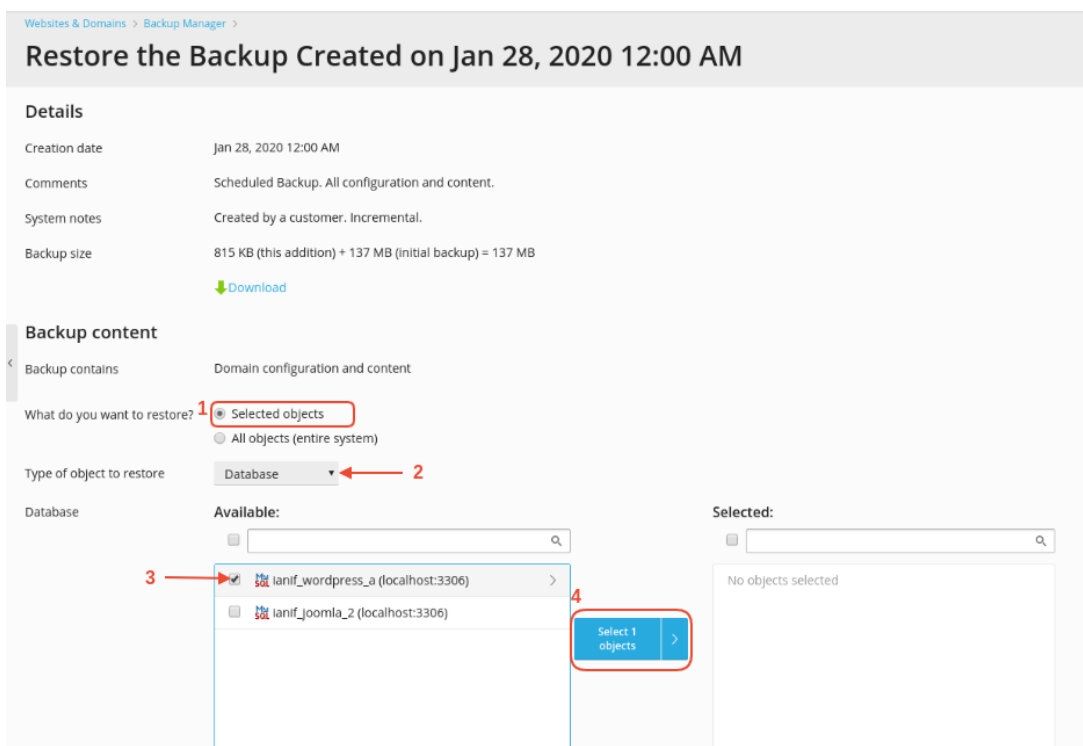 Websites & Domains > Backup Manager >
Restore the Backup Created on Jan 28, 2020 12:00 AM
Details
Creation date Jan 28, 2020 12:00 AM
Comments Scheduled Backup. All configuration and content.
System notes Created by a customer. Incremental.
Backup size 815 KB (this addition) + 137 MB (initial backup) = 137 MB
Download
Backup content
Backup contains Domain configuration and content
What do you want to restore? 1 Selected objects
All objects (entire system)
Type of object to restore Database 2
Database Available: Selected:
3 MySQL ianif_wordpress_a (localhost:3306) > No objects selected
MySQL ianif_joomla_2 (localhost:3306)
4
Select 1
objects >